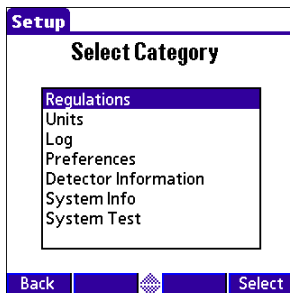 Setup
Select Category
Regulations
Units
Log
Preferences
Detector Information
System Info
System Test
Back Select